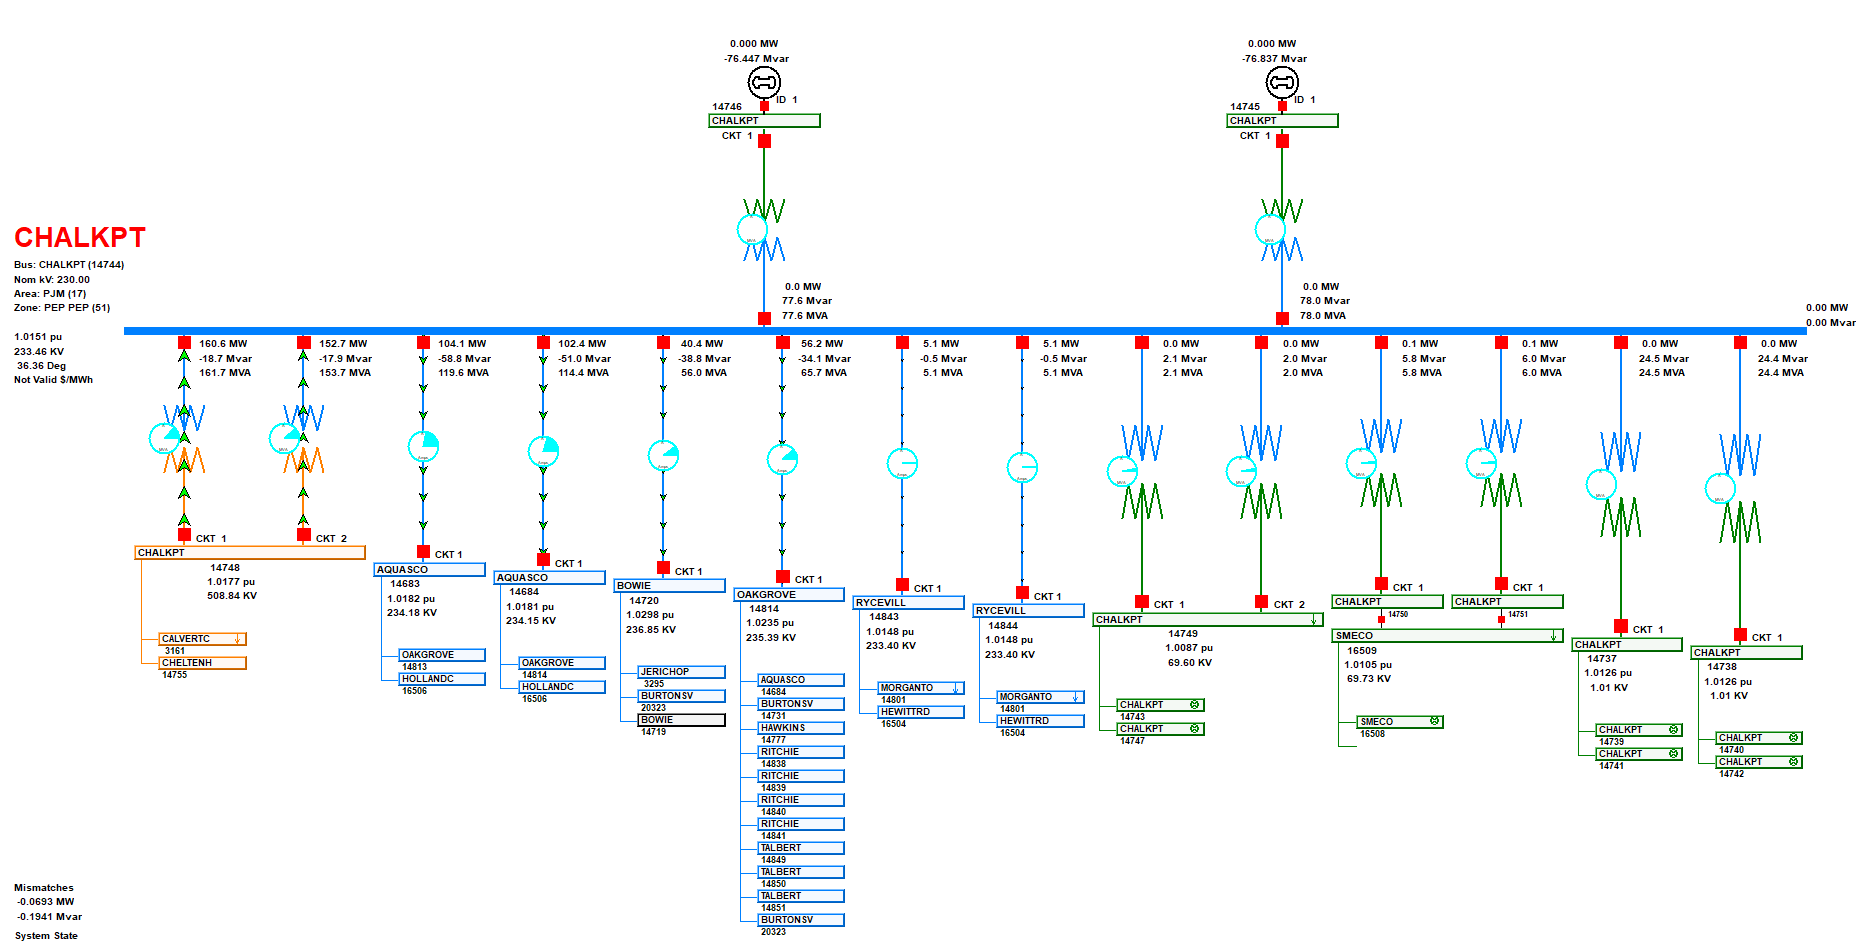 0.000 MW
-76.447 Mvar
ID 1
14746
CHALKPT
CKT 1
0.000 MW
-76.837 Mvar
ID 1
14745
CHALKPT
CKT 1
MVA
MVA
CHALKPT
Bus: CHALKPT (14744)
Nom kV: 230.00
Area: PJM (17)
Zone: PEP PEP (51)
1.0151 pu
233.46 KV
36.36 Deg
Not Valid $/MWh
0.0 MW
77.6 Mvar
77.6 MVA
0.0 MW
78.0 Mvar
78.0 MVA
0.00 MW
0.00 Mvar
160.6 MW
-18.7 Mvar
161.7 MVA
152.7 MW
-17.9 Mvar
153.7 MVA
104.1 MW
-58.8 Mvar
119.6 MVA
102.4 MW
-51.0 Mvar
114.4 MVA
40.4 MW
-38.8 Mvar
56.0 MVA
56.2 MW
-34.1 Mvar
65.7 MVA
5.1 MW
-0.5 Mvar
5.1 MVA
5.1 MW
-0.5 Mvar
5.1 MVA
0.0 MW
2.1 Mvar
2.1 MVA
0.0 MW
2.0 Mvar
2.0 MVA
0.1 MW
5.8 Mvar
5.8 MVA
0.1 MW
6.0 Mvar
6.0 MVA
0.0 MW
24.5 Mvar
24.5 MVA
0.0 MW
24.4 Mvar
24.4 MVA
MVA
MVA
Amps
Amps
Amps
Amps
Amps
Amps
MVA
MVA
MVA
MVA
MVA
MVA
CKT 1
CKT 2
CHALKPT
14748
1.0177 pu
508.84 KV
CALVERTC
3161
CHELTENH
14755
CKT 1
AQUASCO
14683
1.0182 pu
234.18 KV
OAKGROVE
14813
HOLLANDC
16506
CKT 1
AQUASCO
14684
1.0181 pu
234.15 KV
OAKGROVE
14814
HOLLANDC
16506
CKT 1
BOWIE
14720
1.0298 pu
236.85 KV
JERICHOP
3295
BURTONSV
20323
BOWIE
14719
CKT 1
OAKGROVE
14814
1.0235 pu
235.39 KV
AQUASCO
14684
BURTONSV
14731
HAWKINS
14777
RITCHIE
14838
RITCHIE
14839
RITCHIE
14840
RITCHIE
14841
TALBERT
14849
TALBERT
14850
TALBERT
14851
BURTONSV
20323
CKT 1
RYCEVILL
14843
1.0148 pu
233.40 KV
MORGANTO
14801
HEWITTRD
16504
CKT 1
RYCEVILL
14844
1.0148 pu
233.40 KV
MORGANTO
14801
HEWITTRD
16504
CKT 1
CKT 2
CHALKPT
14749
1.0087 pu
69.60 KV
CHALKPT
14743
CHALKPT
14747
CKT 1
CHALKPT
14750
CKT 1
CHALKPT
14751
SMECO
16509
1.0105 pu
69.73 KV
SMECO
16508
CKT 1
CHALKPT
14737
1.0126 pu
1.01 KV
CHALKPT
14739
CHALKPT
14741
CKT 1
CHALKPT
14738
1.0126 pu
1.01 KV
CHALKPT
14740
CHALKPT
14742
Mismatches
-0.0693 MW
-0.1941 Mvar
System State